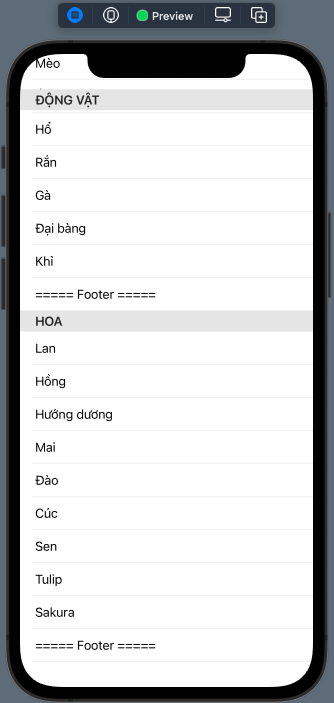 Preview
Mèo
ĐỘNG VẬT
Hổ
Rắn
Gà
Đại bàng
Khỉ
===== Footer =====
HOA
Lan
Hồng
Hướng dương
Mai
Đào
Cúc
Sen
Tulip
Sakura
===== Footer =====